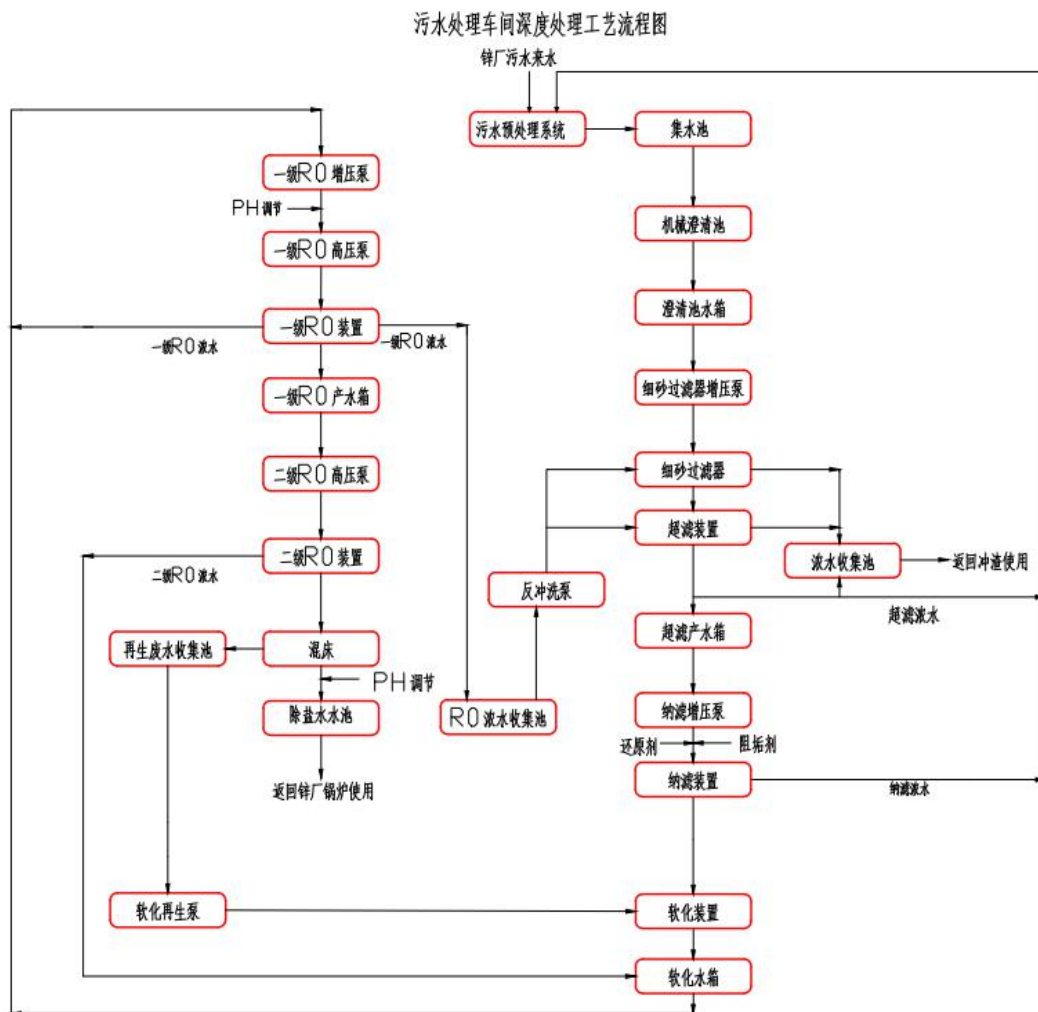 污水处理车间深度处理工艺流程图
锌厂污水来水
污水预处理系统
集水池
一级RO增压泵
PH调节
机械澄清池
一级RO高压泵
澄清池水箱
一级RO装置
一级RO浓水
一级RO浓水
细砂过滤器增压泵
一级RO产水箱
二级RO高压泵
细砂过滤器
超滤装置
二级RO装置
二级RO浓水
浓水收集池
返回冲渣使用
反冲洗泵
超滤浓水
超滤产水箱
再生废水收集池
混床
PH调节
除盐水水池
RO浓水收集池
纳滤增压泵
还原剂
阻垢剂
纳滤装置
纳滤浓水
返回锌厂锅炉使用
软化再生泵
软化装置
软化水箱